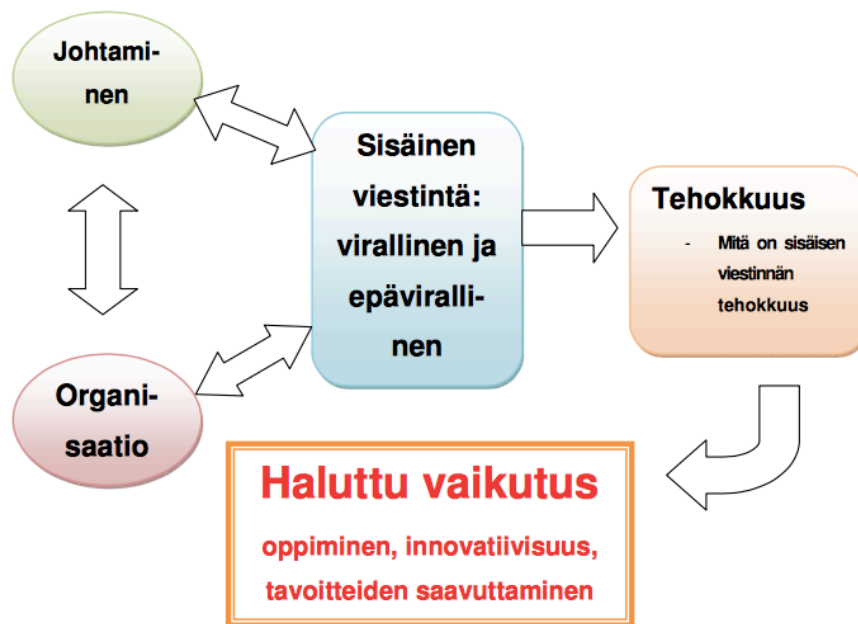 Johtami-
nen
Sisäinen
viestintä:
virallinen ja
epäviralli-
nen
Tehokkuus
- Mitä on sisäisen
viestinnän
tehokkuus
Organi-
saatio
Haluttu vaikutus
oppiminen, innovatiivisuus,
tavoitteiden saavuttaminen